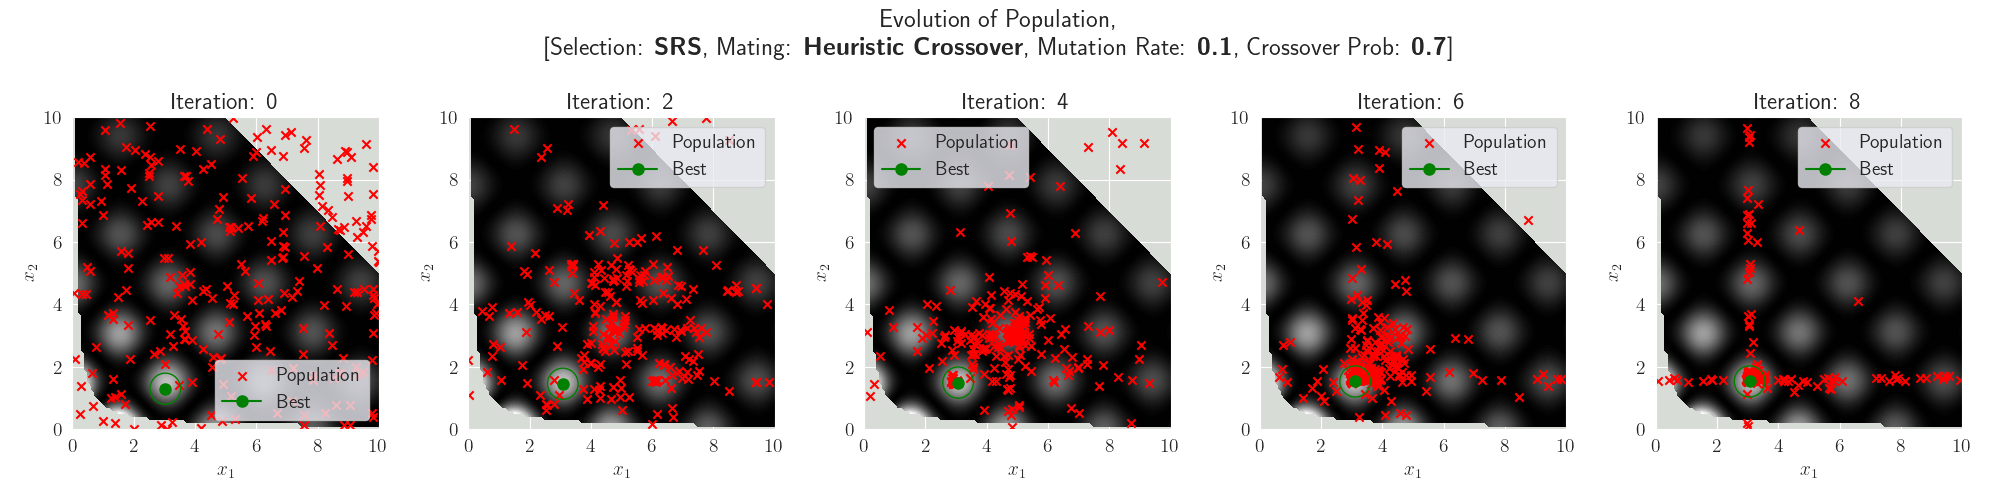 Evolution of Population,
[Selection: SRS, Mating: Heuristic Crossover, Mutation Rate: 0.1, Crossover Prob: 0.7]
Iteration: 0
10
8
6
4
2
0
x2
0 2 4 6 8 10
x1
Population
Best
Iteration: 2
10
8
6
4
2
0
x2
0 2 4 6 8 10
x1
Population
Best
Iteration: 4
10
8
6
4
2
0
x2
0 2 4 6 8 10
x1
Population
Best
Iteration: 6
10
8
6
4
2
0
x2
0 2 4 6 8 10
x1
Population
Best
Iteration: 8
10
8
6
4
2
0
x2
0 2 4 6 8 10
x1
Population
Best